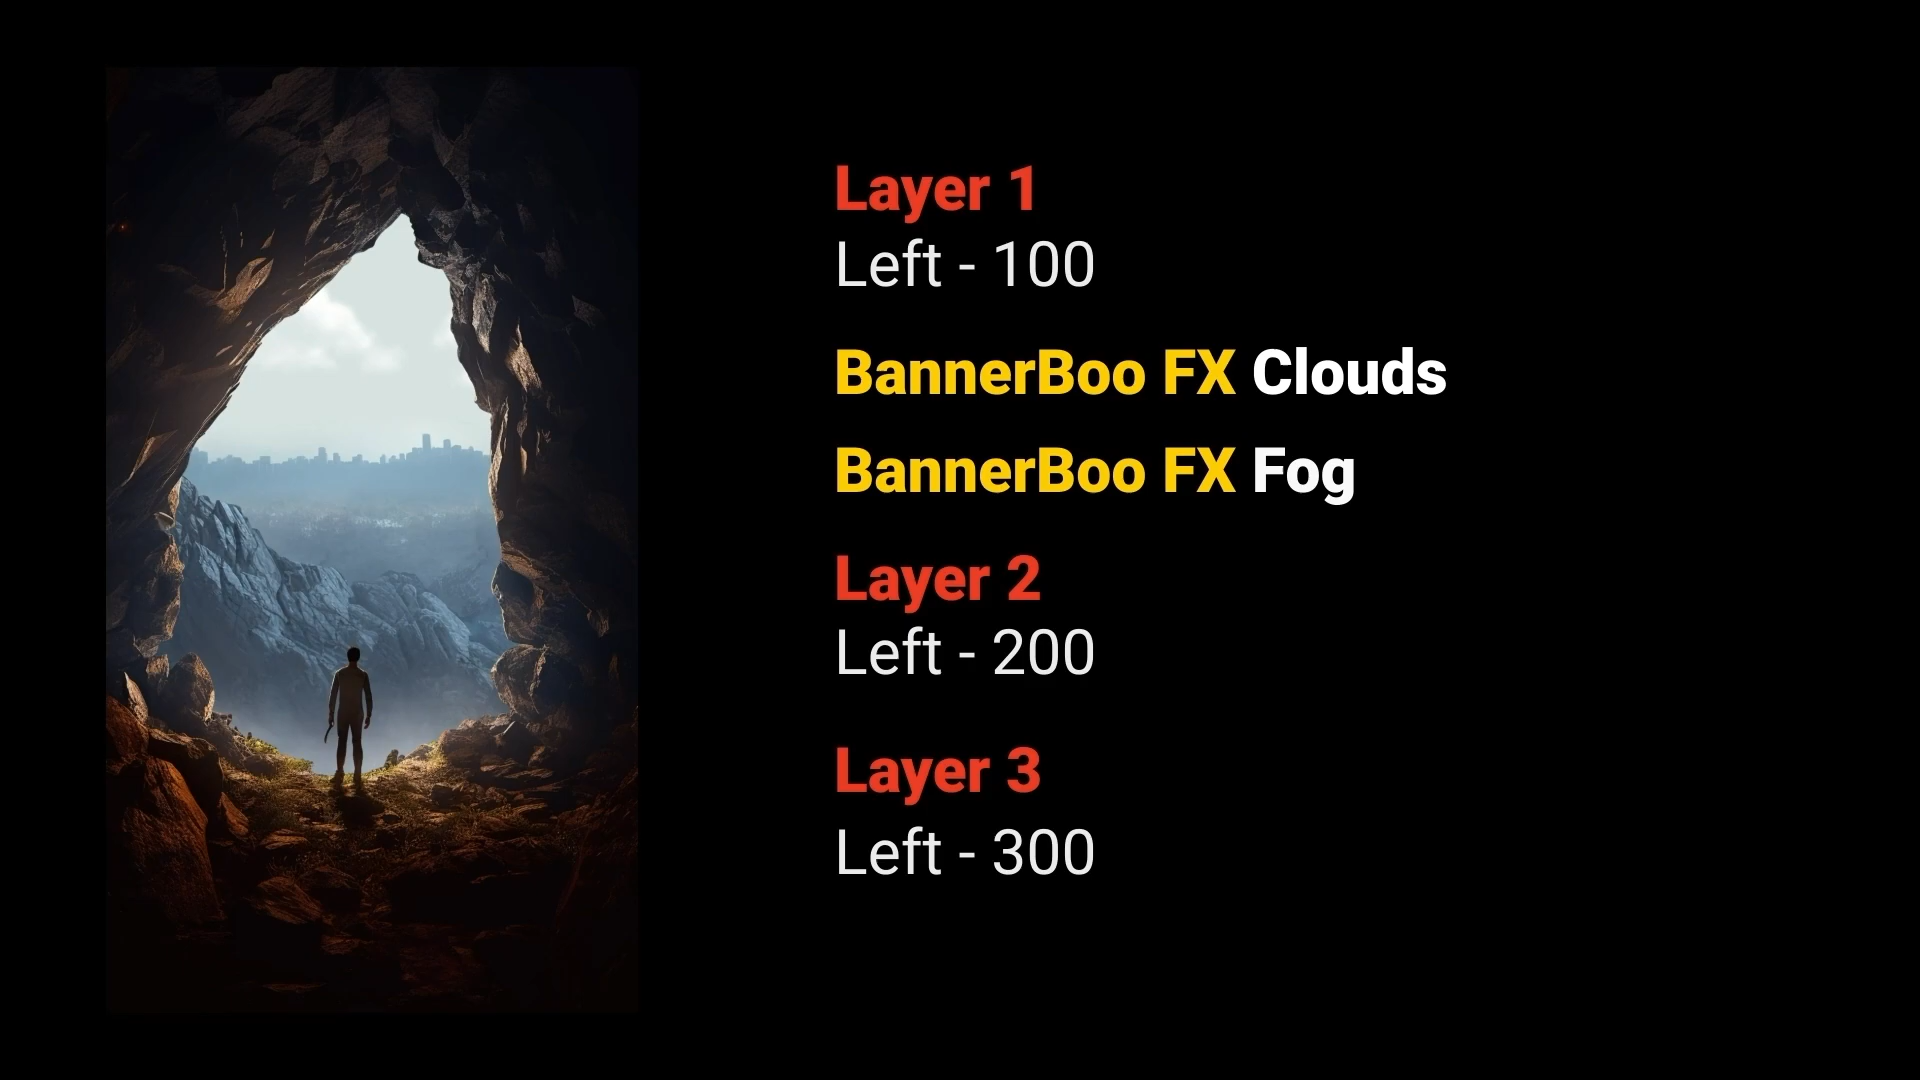 Layer 1
Left - 100
BannerBoo FX Clouds
BannerBoo FX Fog
Layer 2
Left - 200
Layer 3
Left - 300